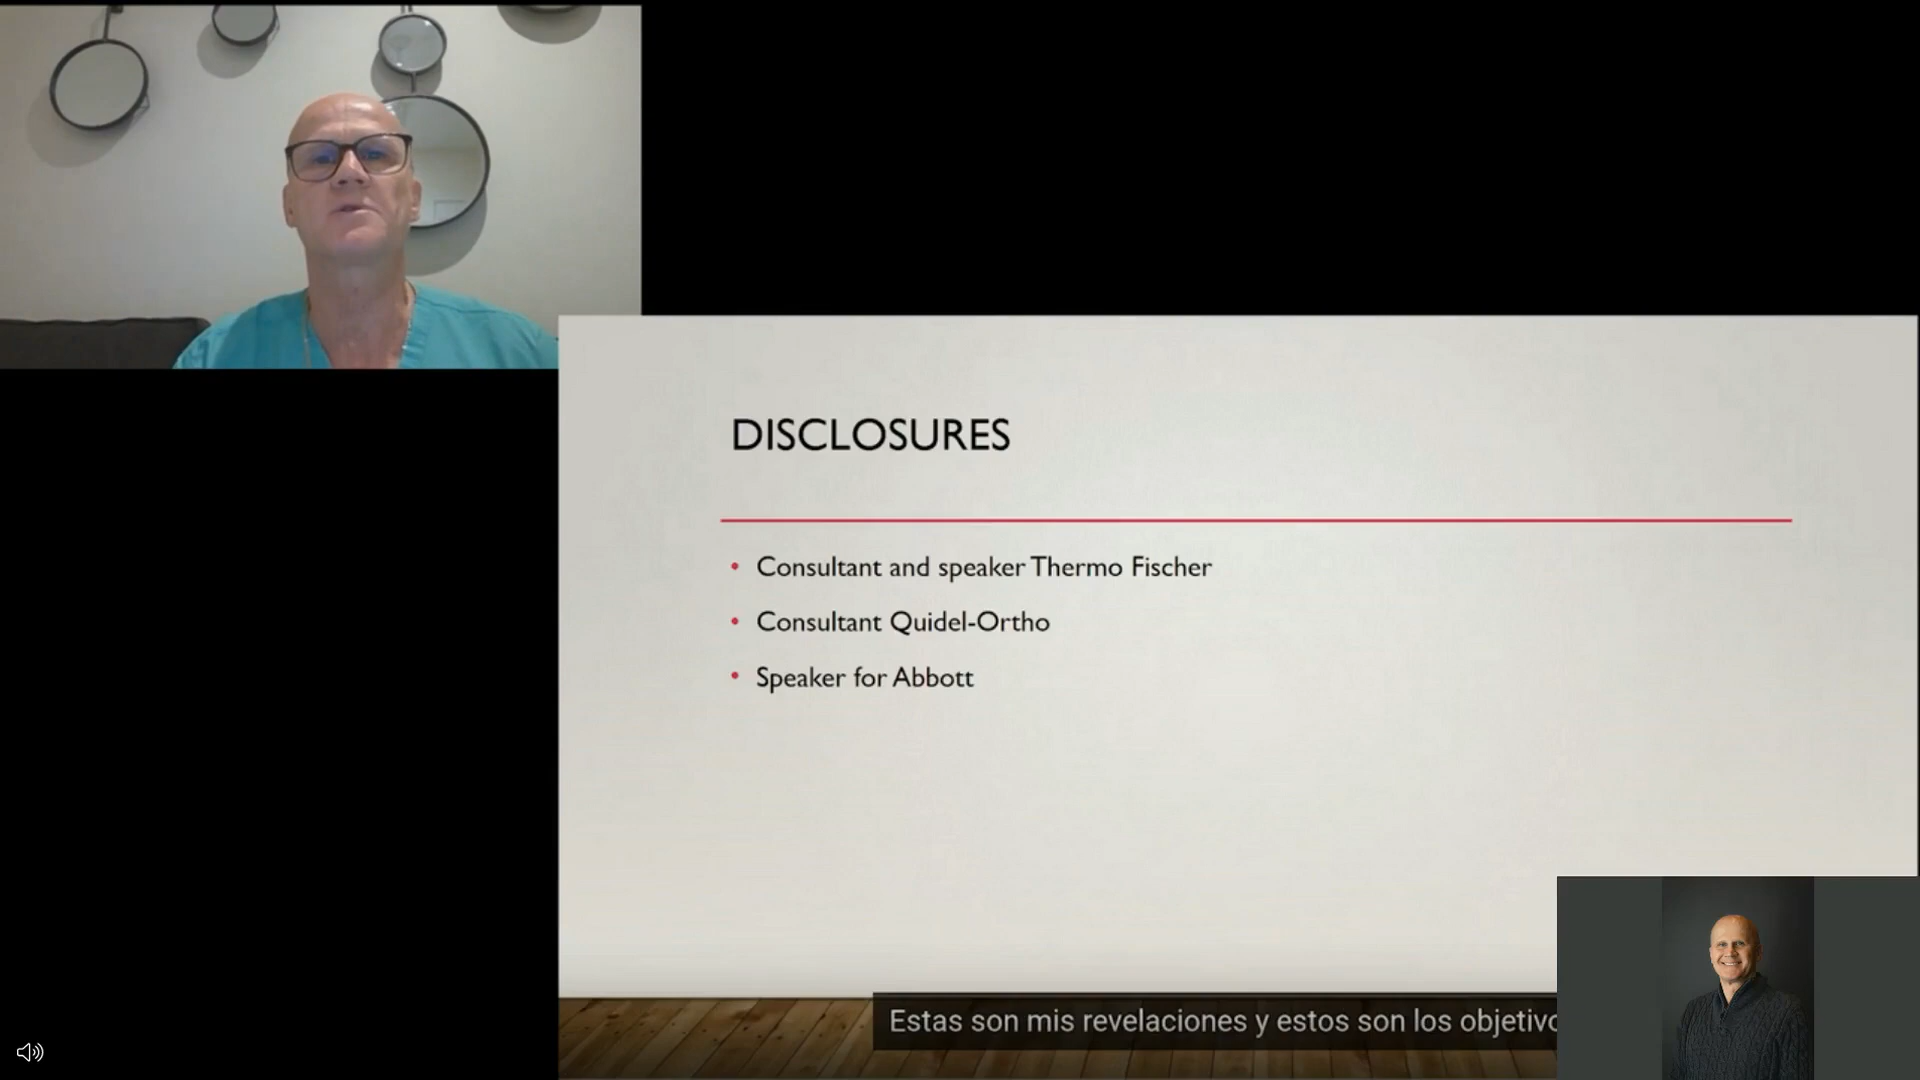 DISCLOSURES
• Consultant and speaker Thermo Fischer
• Consultant Quidel-Ortho
• Speaker for Abbott
Estas son mis revelaciones y estos son los